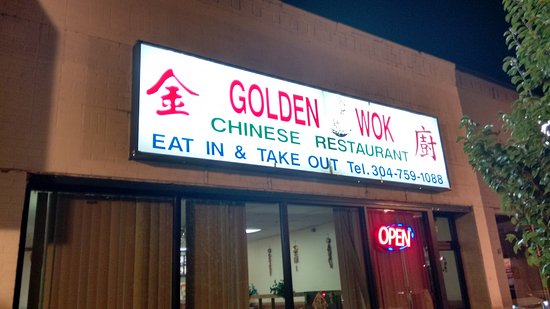 金 GOLDEN WOK 廚
CHINESE RESTAURANT
EAT IN & TAKE OUT Tel. 304-759-1088
OPEN